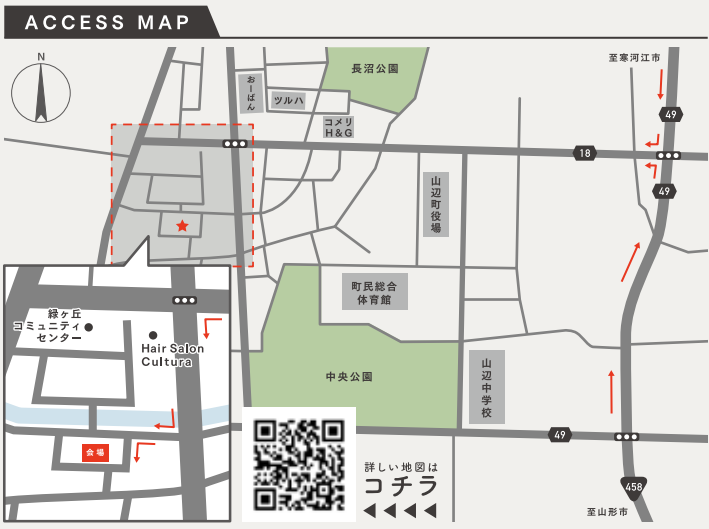 ACCESS MAP
N
至寒河江市
長沼公園
おーばん
ツルハ
コメリ
H&G
49
18
49
山辺町役場
町民総合
体育館
緑ヶ丘
コミュニティ
センター
Hair Salon
Cultura
会場
中央公園
山辺中学校
49
詳しい地図は
コチラ
458
至山形市